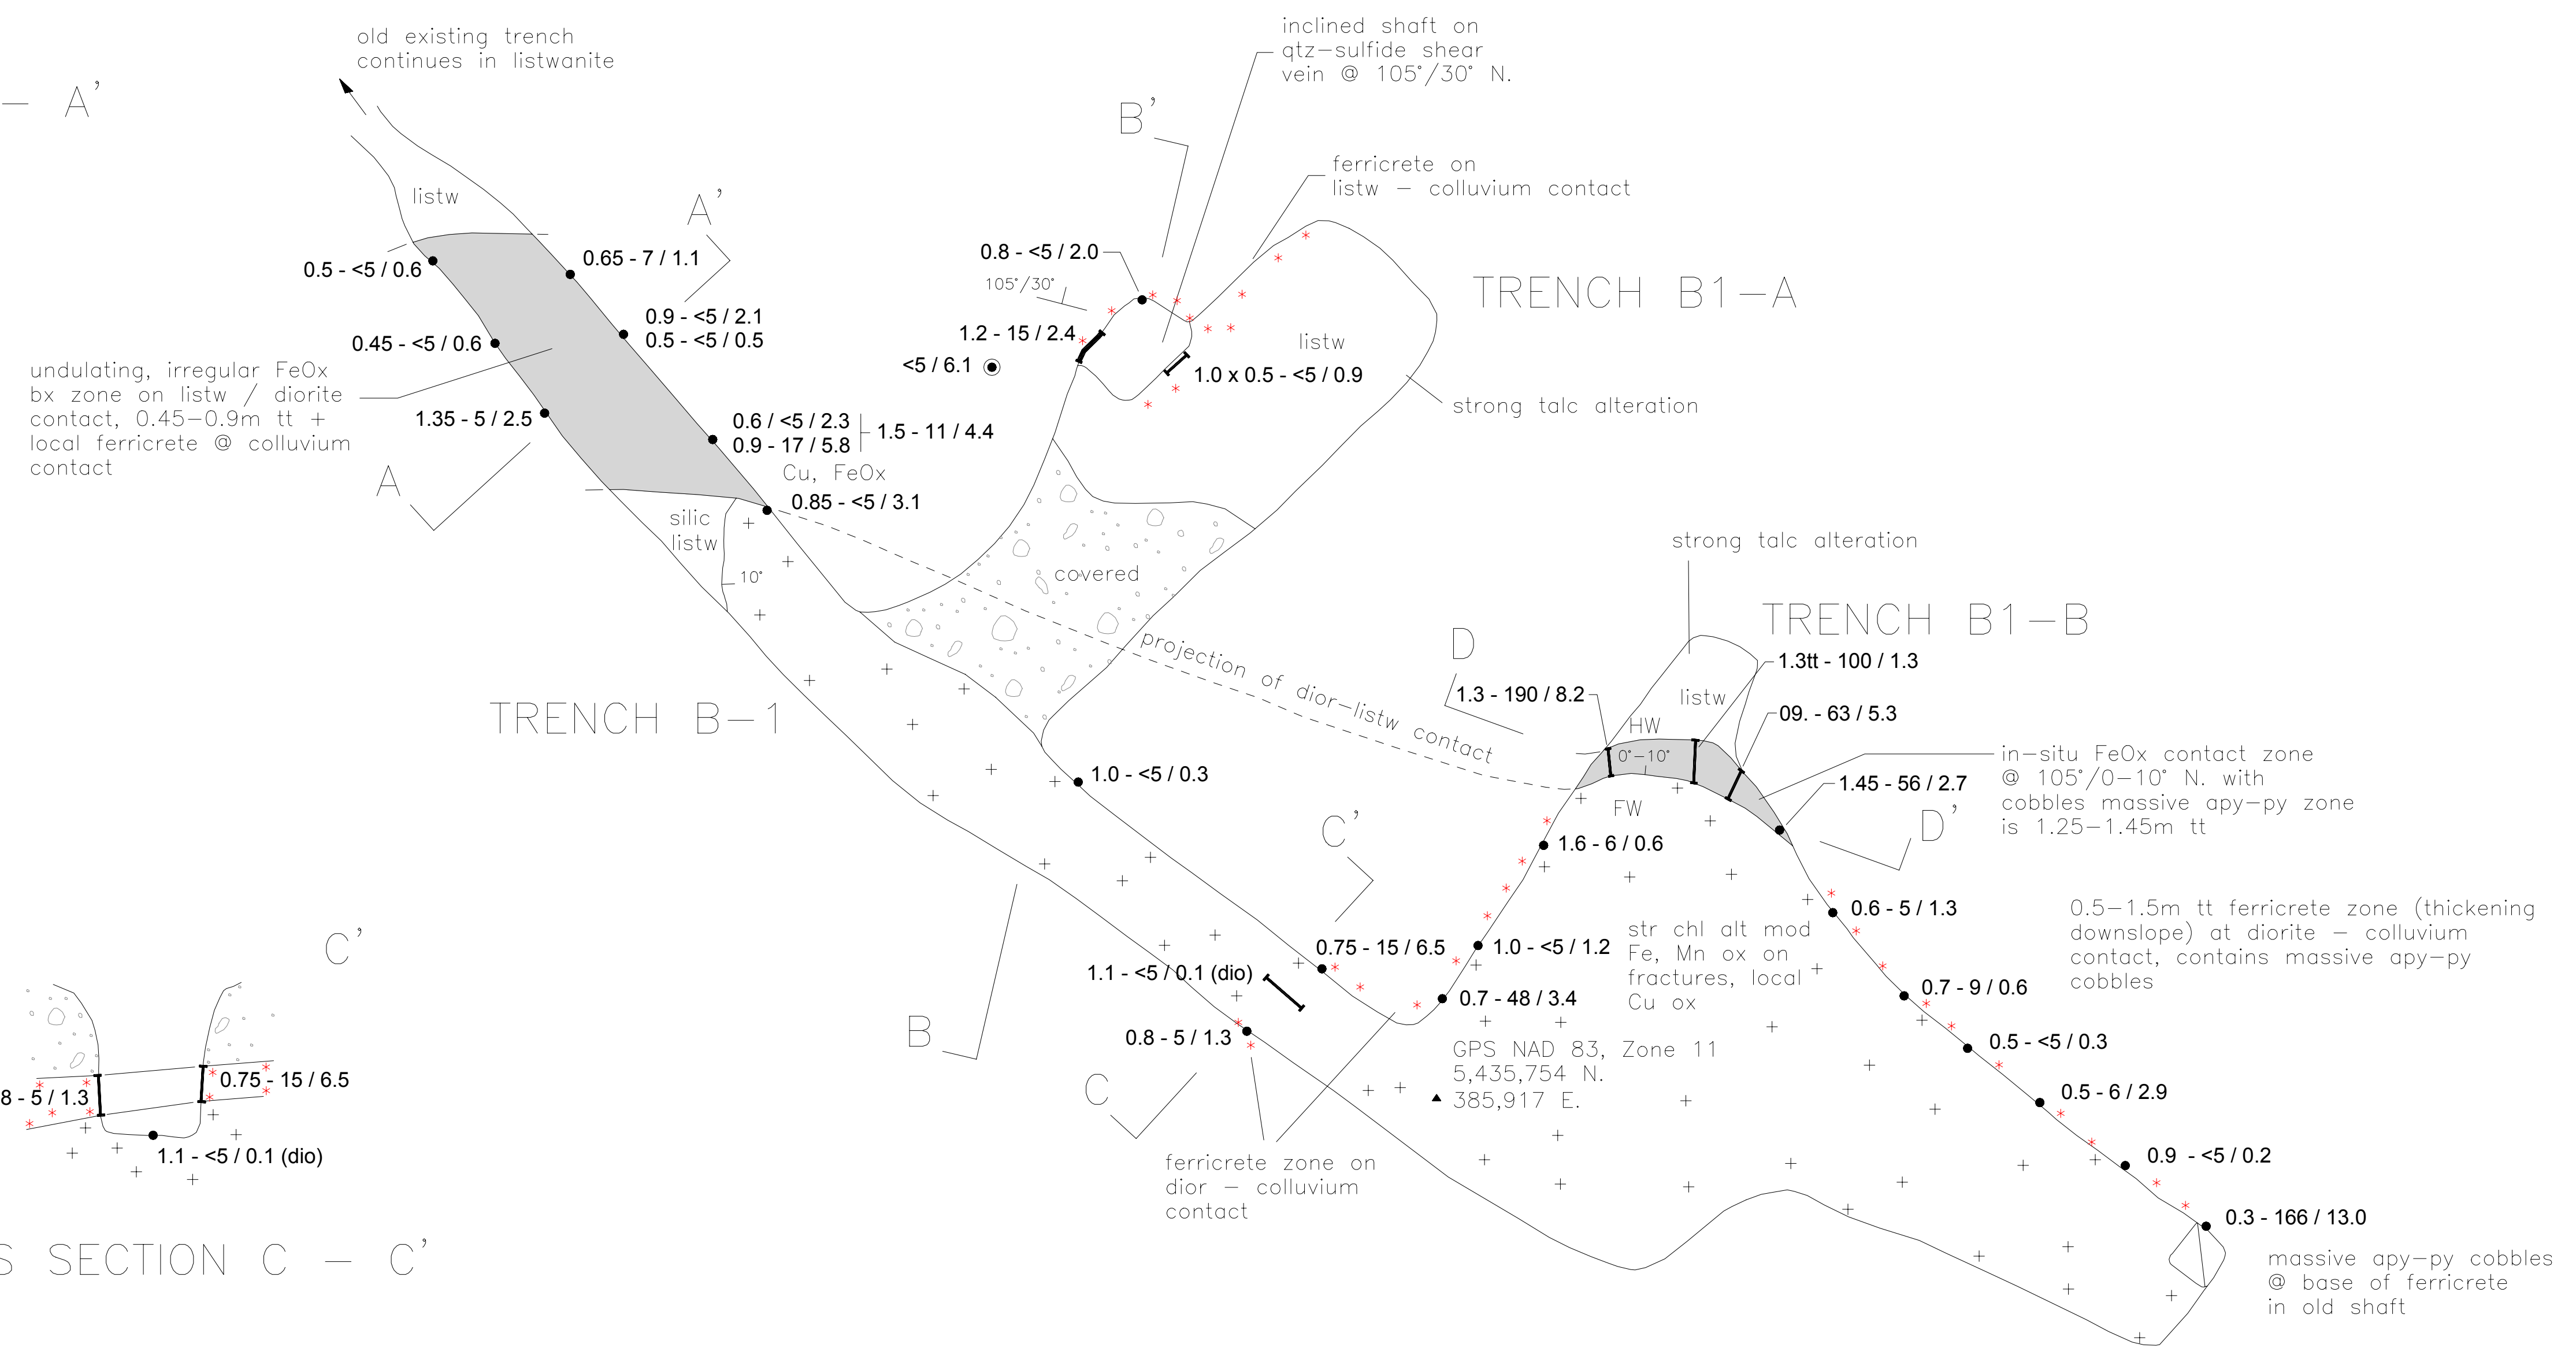 old existing trench
continues in listwanite
inclined shaft on
qtz-sulfide shear
vein @ 105°/30° N.
- A'
B'
ferricrete on
listw - colluvium contact
listw
A'
0.5 - <5 / 0.6
0.65 - 7 / 1.1
0.8 - <5 / 2.0
105°/30°
TRENCH B1-A
0.9 - <5 / 2.1
0.5 - <5 / 0.5
0.45 - <5 / 0.6
1.2 - 15 / 2.4
<5 / 6.1
listw
1.0 x 0.5 - <5 / 0.9
strong talc alteration
undulating, irregular FeOx
bx zone on listw / diorite
contact, 0.45-0.9m tt +
local ferricrete @ colluvium
contact
1.35 - 5 / 2.5
0.6 / <5 / 2.3
0.9 - 17 / 5.8
1.5 - 11 / 4.4
Cu, FeOx
0.85 - <5 / 3.1
A
silic
listw
10°
covered
strong talc alteration
TRENCH B1-B
projection of dior-listw contact
D
1.3tt - 100 / 1.3
1.3 - 190 / 8.2
listw
HW
09. - 63 / 5.3
0°-10°
TRENCH B-1
in-situ FeOx contact zone
@ 105°/0-10° N. with
cobbles massive apy-py zone
is 1.25-1.45m tt
1.0 - <5 / 0.3
1.45 - 56 / 2.7
FW
D'
C'
1.6 - 6 / 0.6
0.6 - 5 / 1.3
0.5-1.5m tt ferricrete zone (thickening
downslope) at diorite - colluvium
contact, contains massive apy-py
cobbles
str chl alt mod
Fe, Mn ox on
fractures, local
Cu ox
0.75 - 15 / 6.5
1.0 - <5 / 1.2
1.1 - <5 / 0.1 (dio)
0.7 - 48 / 3.4
0.7 - 9 / 0.6
C'
B
0.8 - 5 / 1.3
0.5 - <5 / 0.3
GPS NAD 83, Zone 11
5,435,754 N.
385,917 E.
C
0.5 - 6 / 2.9
8 - 5 / 1.3
0.75 - 15 / 6.5
1.1 - <5 / 0.1 (dio)
0.9 - <5 / 0.2
ferricrete zone on
dior - colluvium
contact
0.3 - 166 / 13.0
S SECTION C - C'
massive apy-py cobbles
@ base of ferricrete
in old shaft